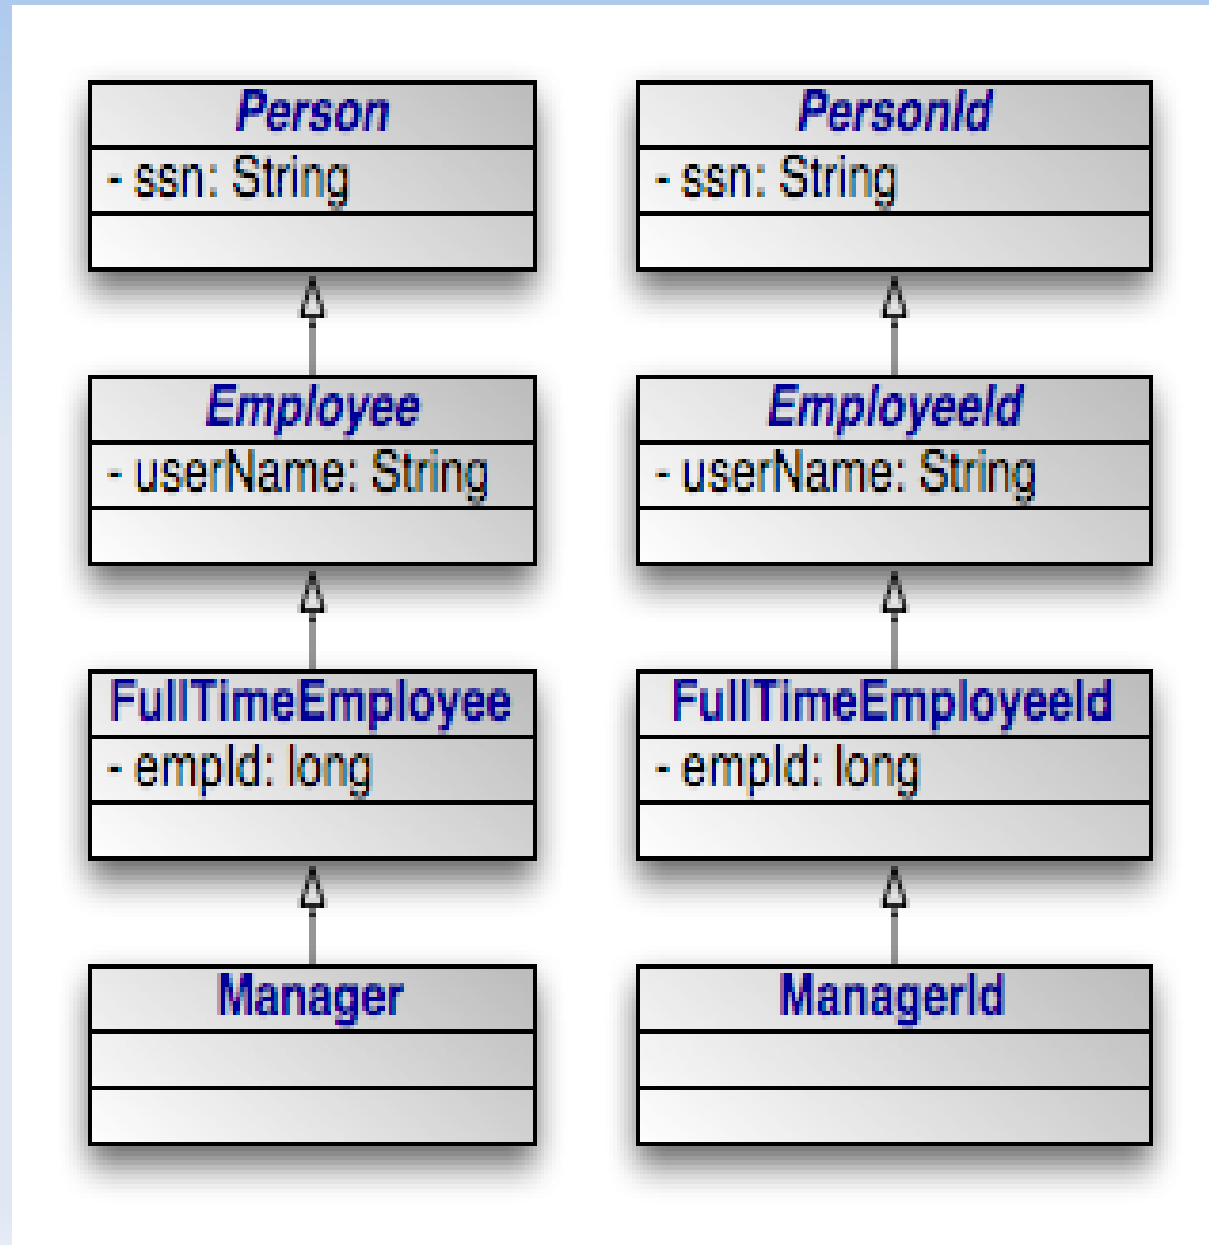 Person
- ssn: String
Employee
- userName: String
FullTimeEmployee
- empId: long
Manager
PersonId
- ssn: String
EmployeeId
- userName: String
FullTimeEmployeeId
- empId: long
ManagerId